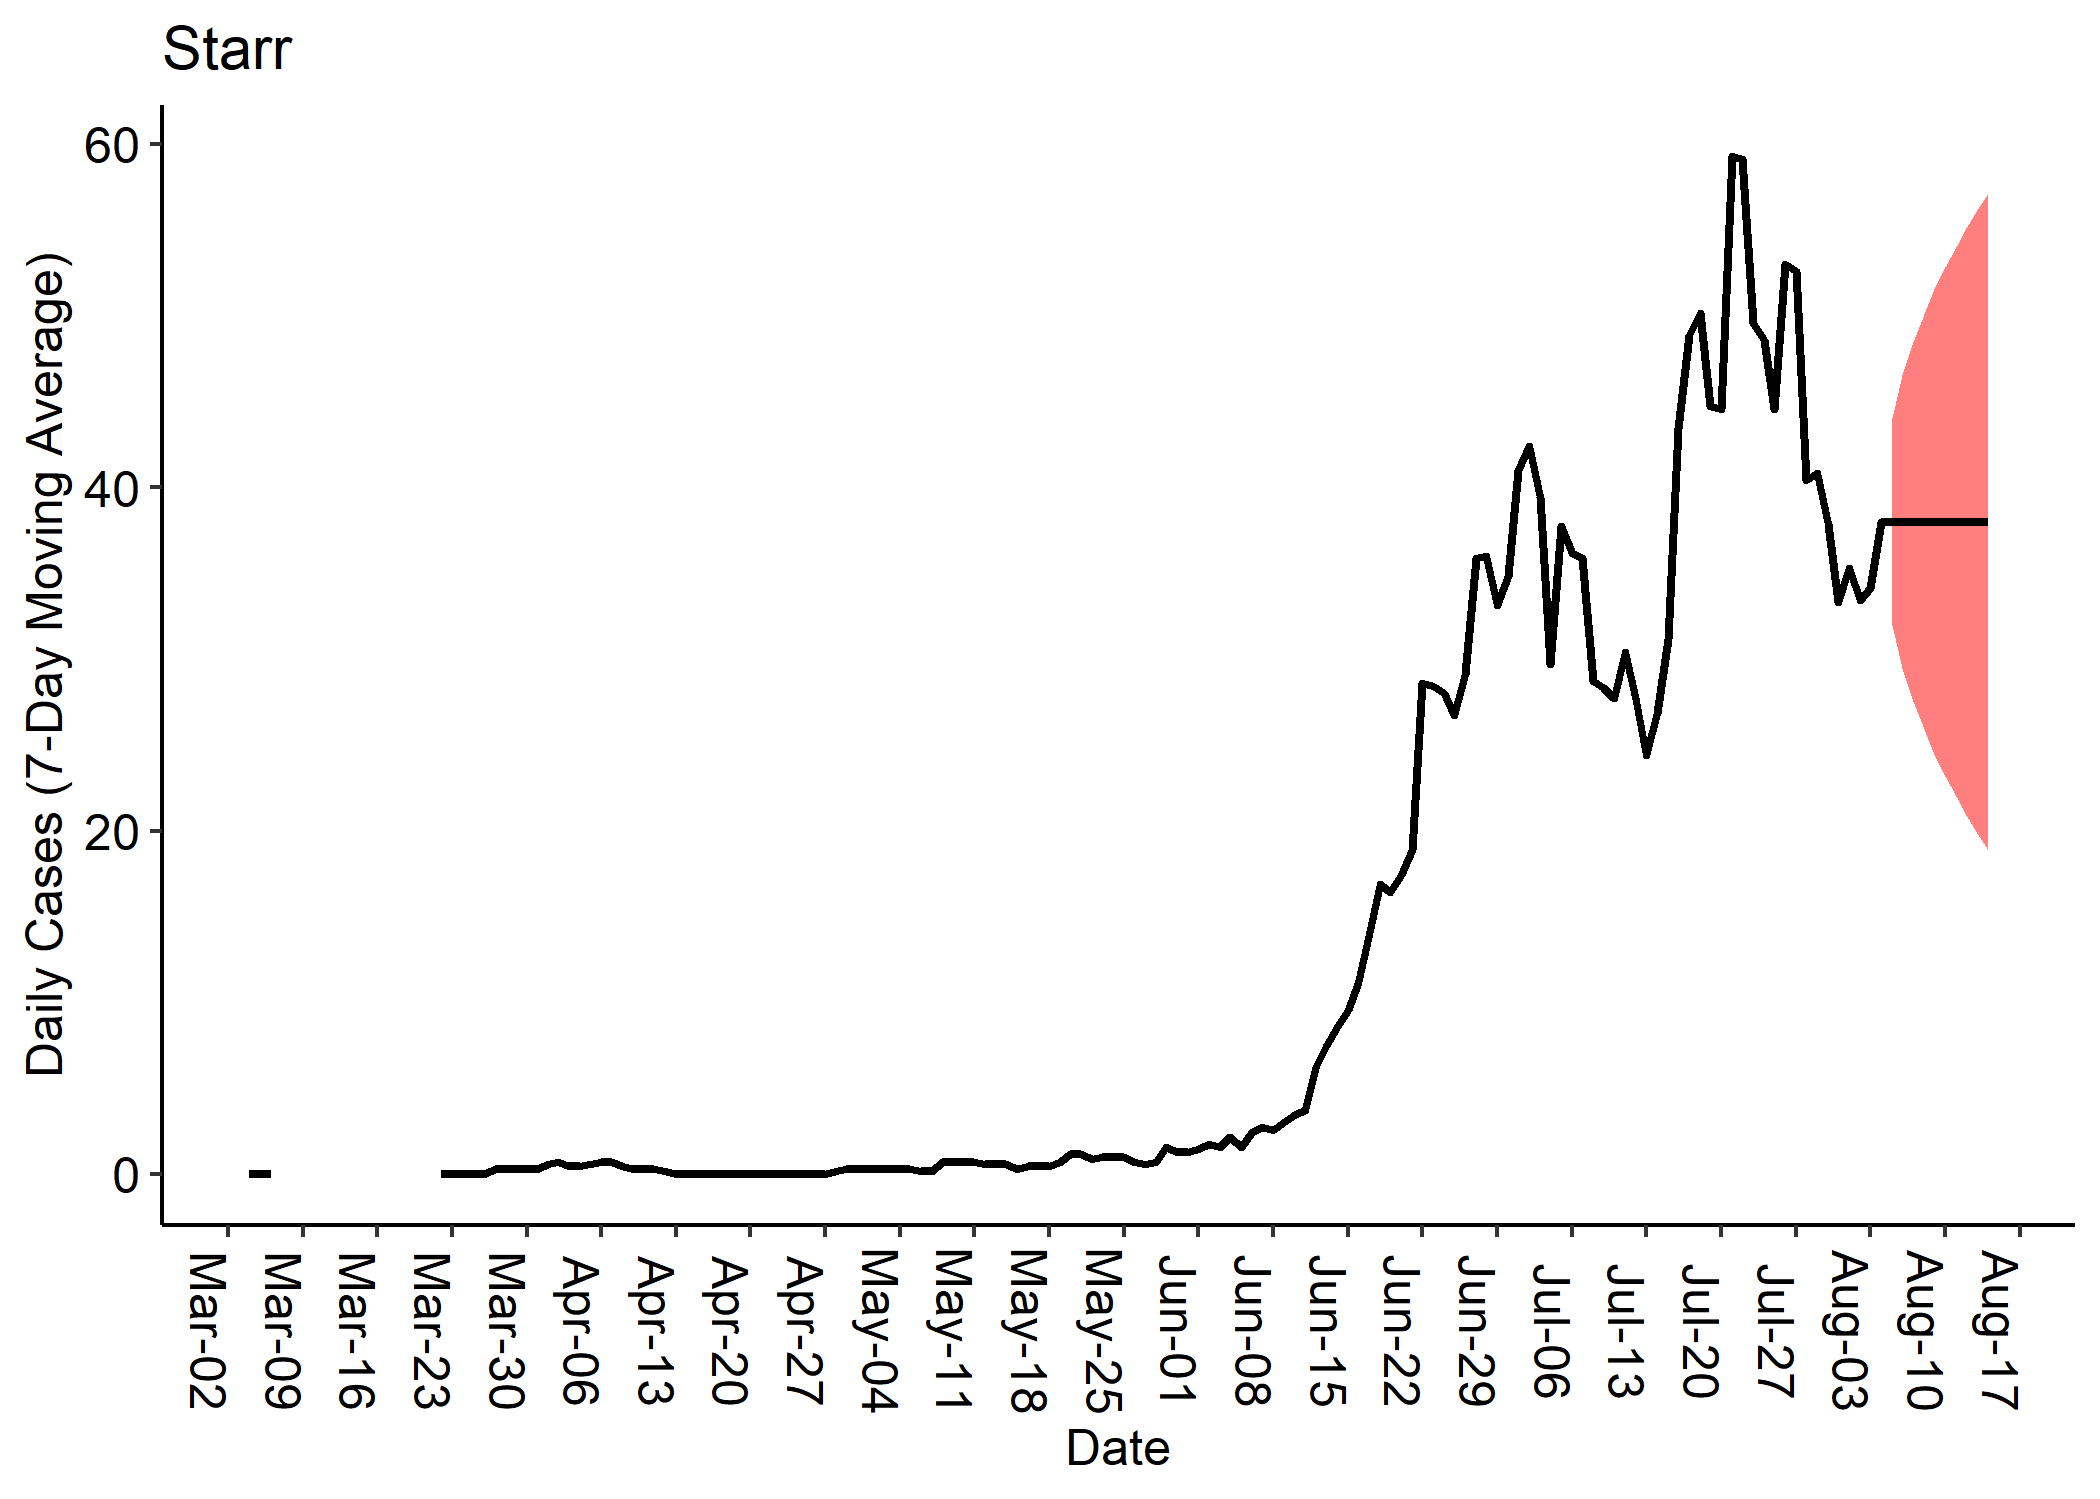 Starr
Daily Cases (7-Day Moving Average)
60
40
20
0
Mar-02
Mar-09
Mar-16
Mar-23
Mar-30
Apr-06
Apr-13
Apr-20
Apr-27
May-04
May-11
May-18
May-25
Jun-01
Jun-08
Jun-15
Jun-22
Jun-29
Jul-06
Jul-13
Jul-20
Jul-27
Aug-03
Aug-10
Aug-17
Date